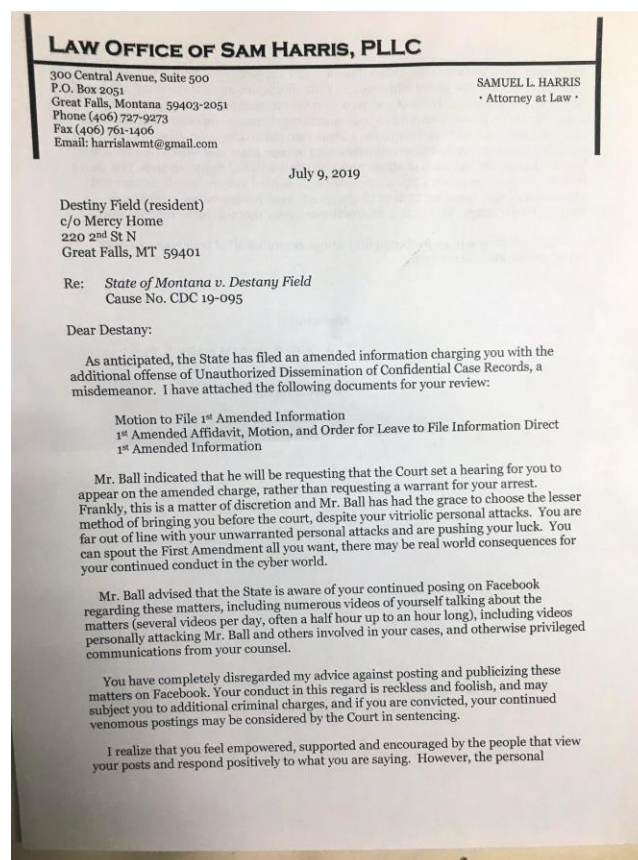 LAW OFFICE OF SAM HARRIS, PLLC
300 Central Avenue, Suite 500
P.O. Box 2051
Great Falls, Montana 59403-2051
Phone (406) 727-9273
Fax (406) 761-1406
Email: harrislawmt@gmail.com
SAMUEL L. HARRIS
· Attorney at Law ·
July 9, 2019
Destiny Field (resident)
c/o Mercy Home
220 2nd St N
Great Falls, MT 59401
Re: State of Montana v. Destany Field
Cause No. CDC 19-095
Dear Destany:
As anticipated, the State has filed an amended information charging you with the
additional offense of Unauthorized Dissemination of Confidential Case Records, a
misdemeanor. I have attached the following documents for your review:
Motion to File 1st Amended Information
1st Amended Affidavit, Motion, and Order for Leave to File Information Direct
1st Amended Information
Mr. Ball indicated that he will be requesting that the Court set a hearing for you to
appear on the amended charge, rather than requesting a warrant for your arrest.
Frankly, this is a matter of discretion and Mr. Ball has had the grace to choose the lesser
method of bringing you before the court, despite your vitriolic personal attacks. You are
far out of line with your unwarranted personal attacks and are pushing your luck. You
can spout the First Amendment all you want, there may be real world consequences for
your continued conduct in the cyber world.
Mr. Ball advised that the State is aware of your continued posing on Facebook
regarding these matters, including numerous videos of yourself talking about the
matters (several videos per day, often a half hour up to an hour long), including videos
personally attacking Mr. Ball and others involved in your cases, and otherwise privileged
communications from your counsel.
You have completely disregarded my advice against posting and publicizing these
matters on Facebook. Your conduct in this regard is reckless and foolish, and may
subject you to additional criminal charges, and if you are convicted, your continued
venomous postings may be considered by the Court in sentencing.
I realize that you feel empowered, supported and encouraged by the people that view
your posts and respond positively to what you are saying. However, the personal